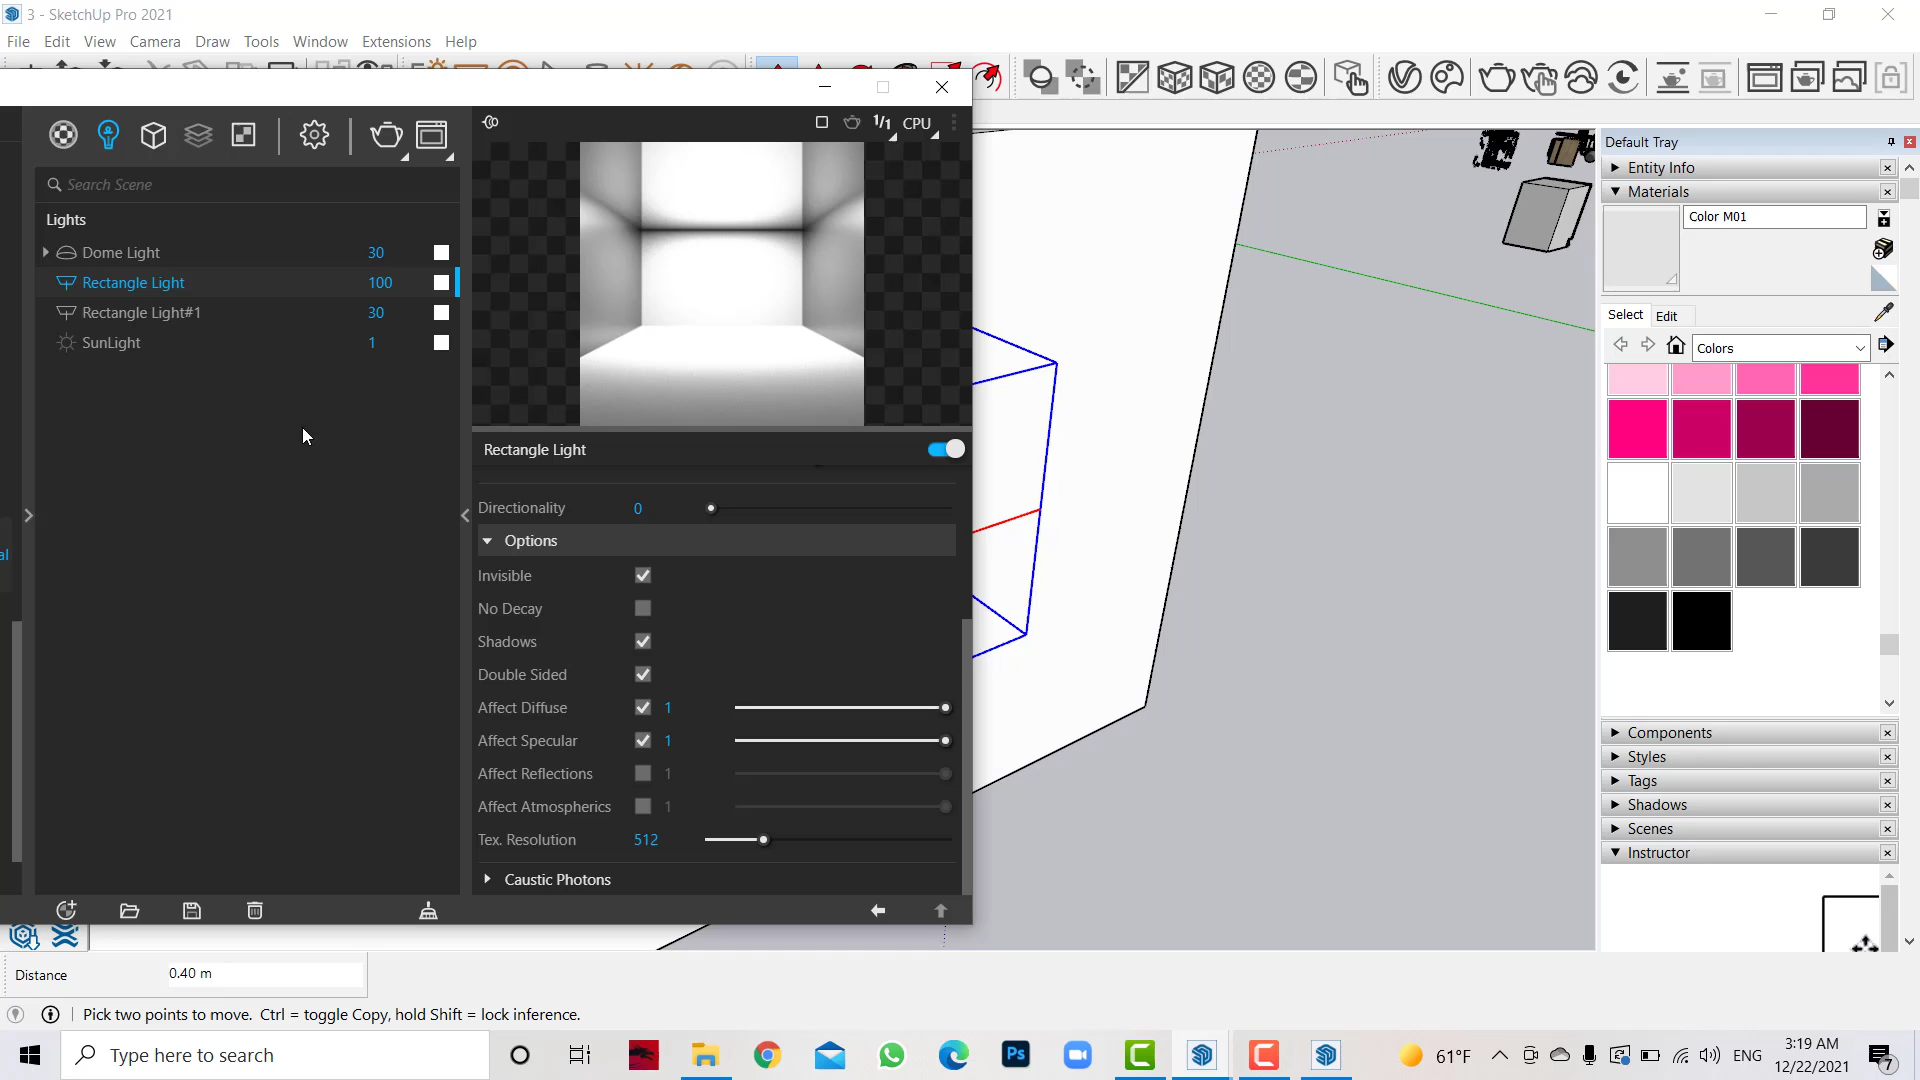 3 - SketchUp Pro 2021
File Edit View Camera Draw Tools Window Extensions Help
1/1 CPU
Search Scene
Lights
Dome Light 30
Rectangle Light 100
Rectangle Light#1 30
SunLight 1
al
Rectangle Light
Directionality 0
Options
Invisible
No Decay
Shadows
Double Sided
Affect Diffuse 1
Affect Specular 1
Affect Reflections 1
Affect Atmospherics 1
Tex. Resolution 512
Caustic Photons
Default Tray
Entity Info
Materials
Color M01
Select Edit
Colors
Components
Styles
Tags
Shadows
Scenes
Instructor
Distance 0.40 m
Pick two points to move. Ctrl = toggle Copy, hold Shift = lock inference.
Type here to search
Ps
61°F
ENG
3:19 AM
12/22/2021
7